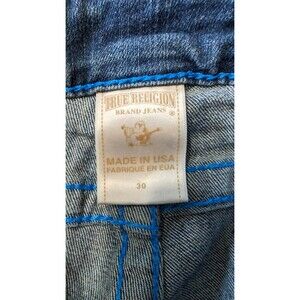 TRUE RELIGION
BRAND JEANS ®
MADE IN USA
FABRIQUE EN EUA
30